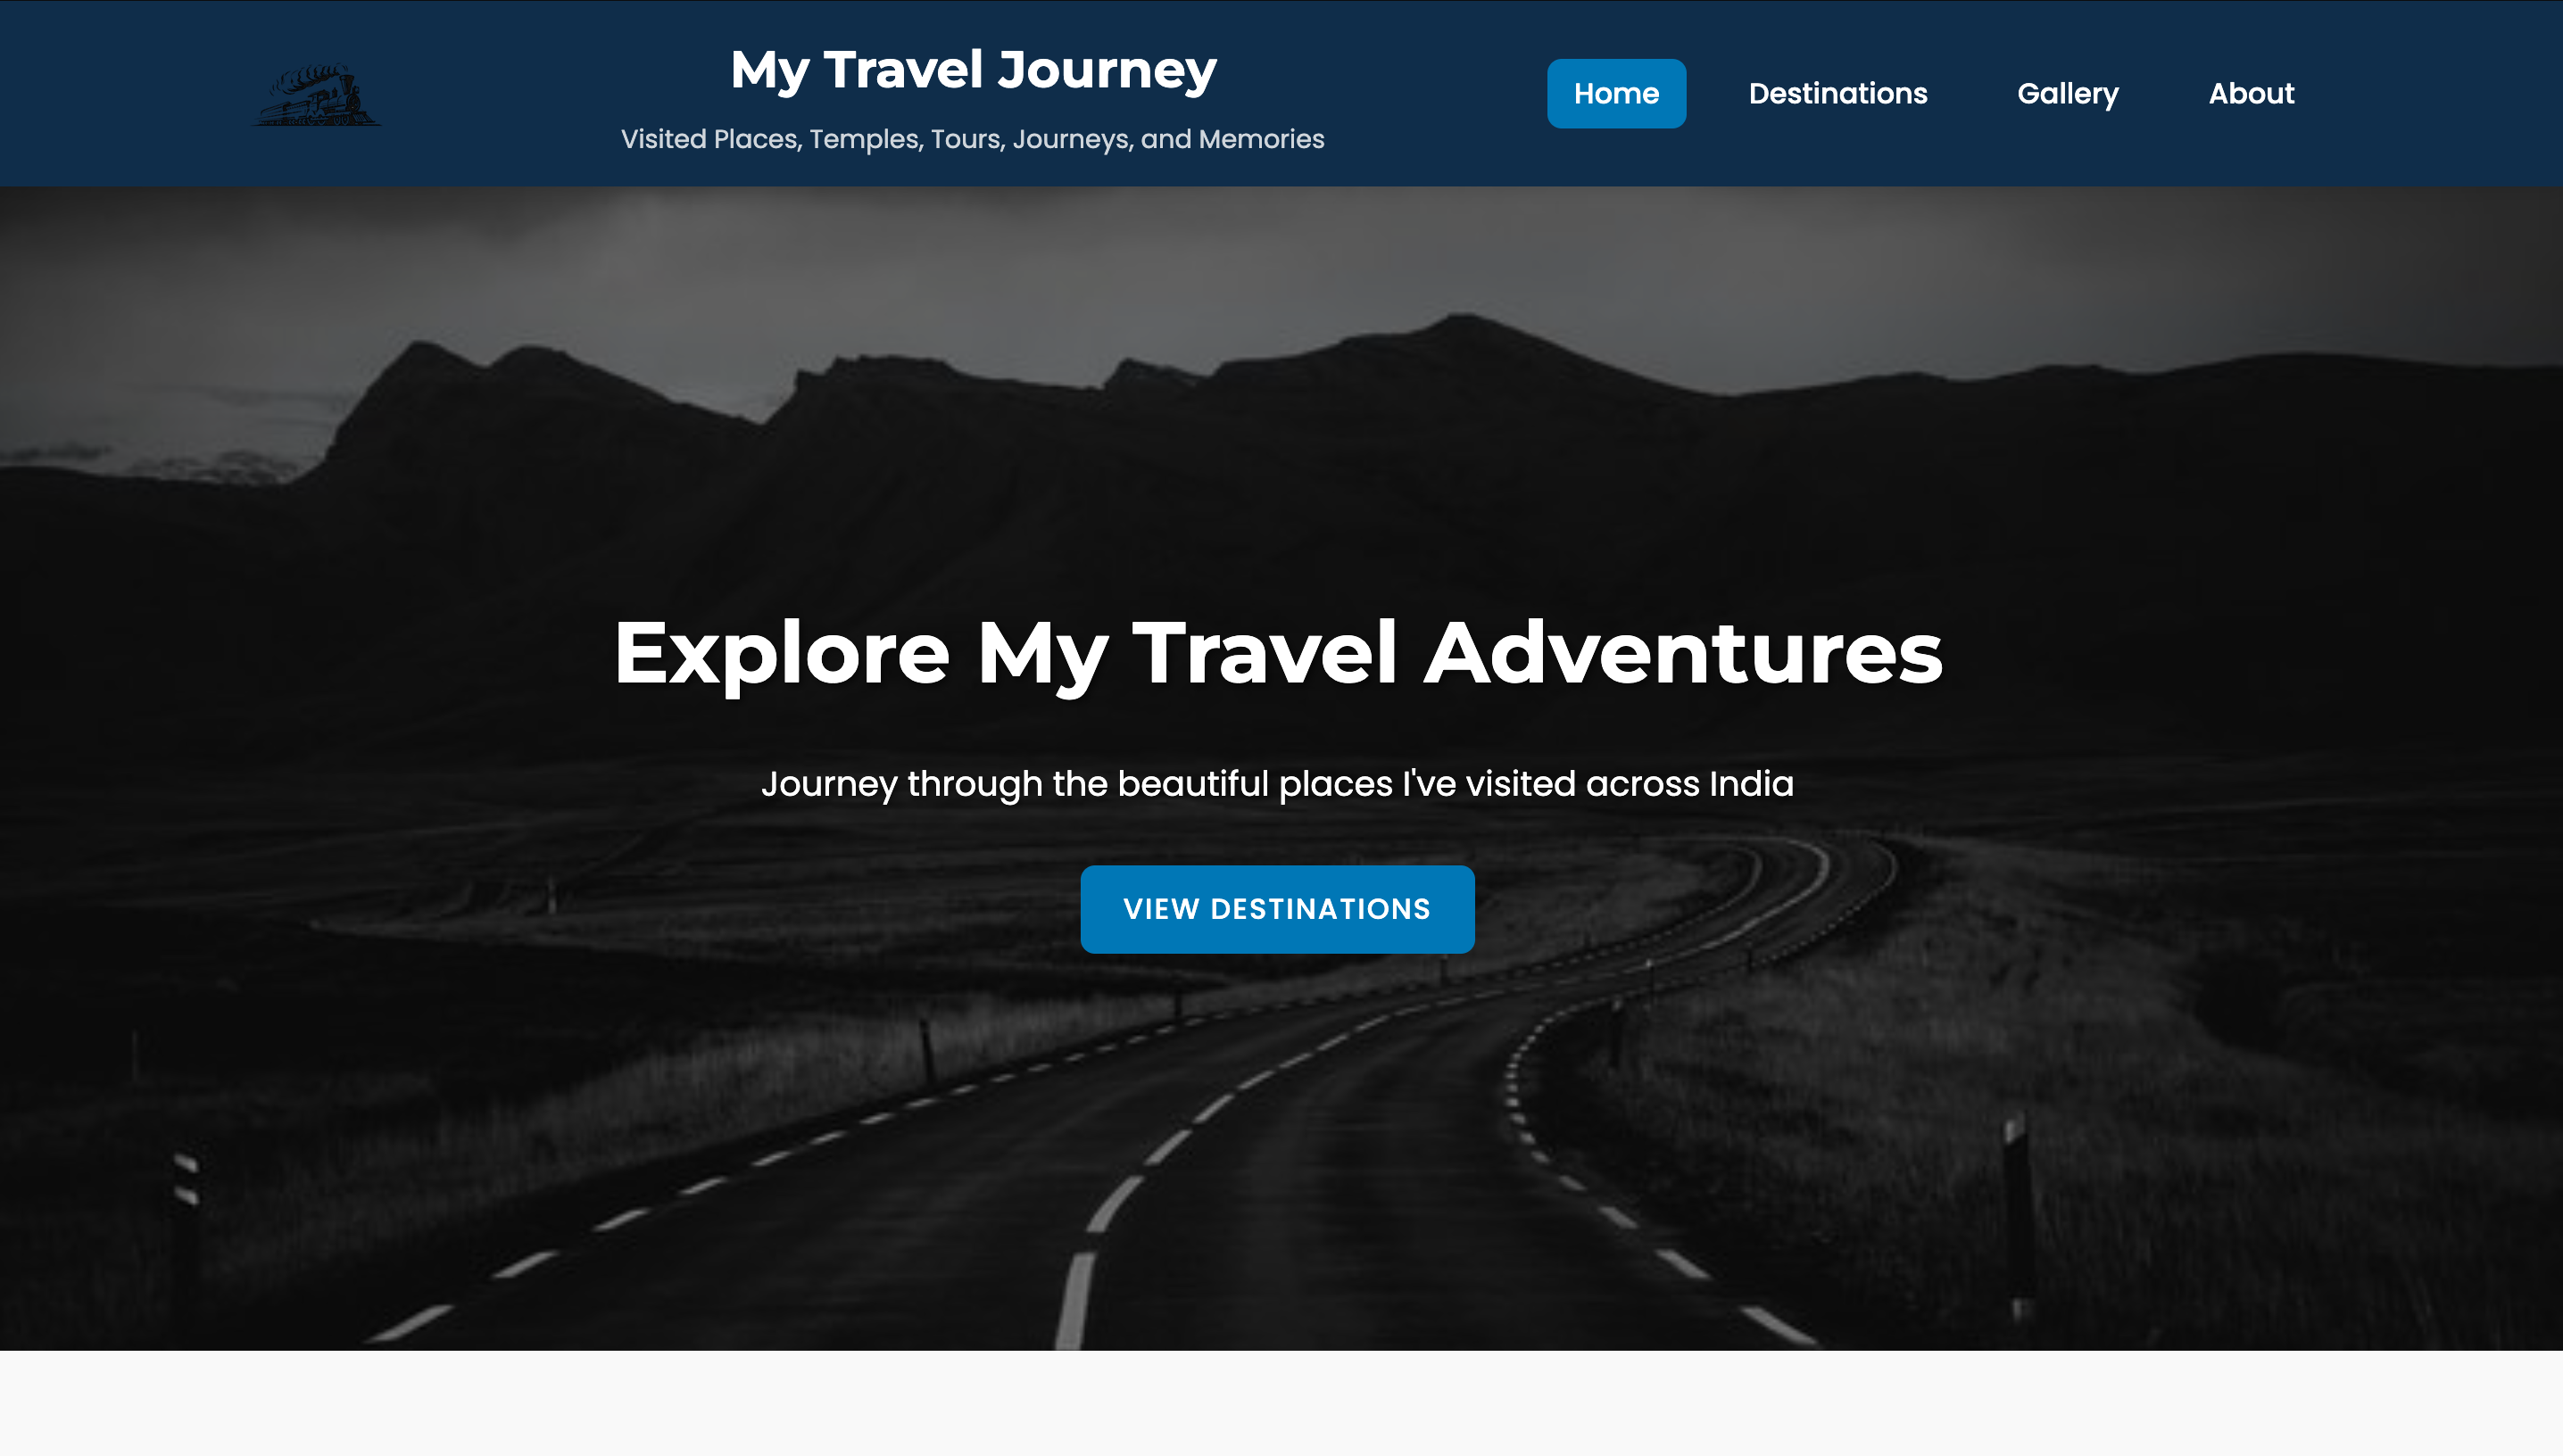 My Travel Journey
Visited Places, Temples, Tours, Journeys, and Memories
Home
Destinations
Gallery
About
Explore My Travel Adventures
Journey through the beautiful places I've visited across India
VIEW DESTINATIONS